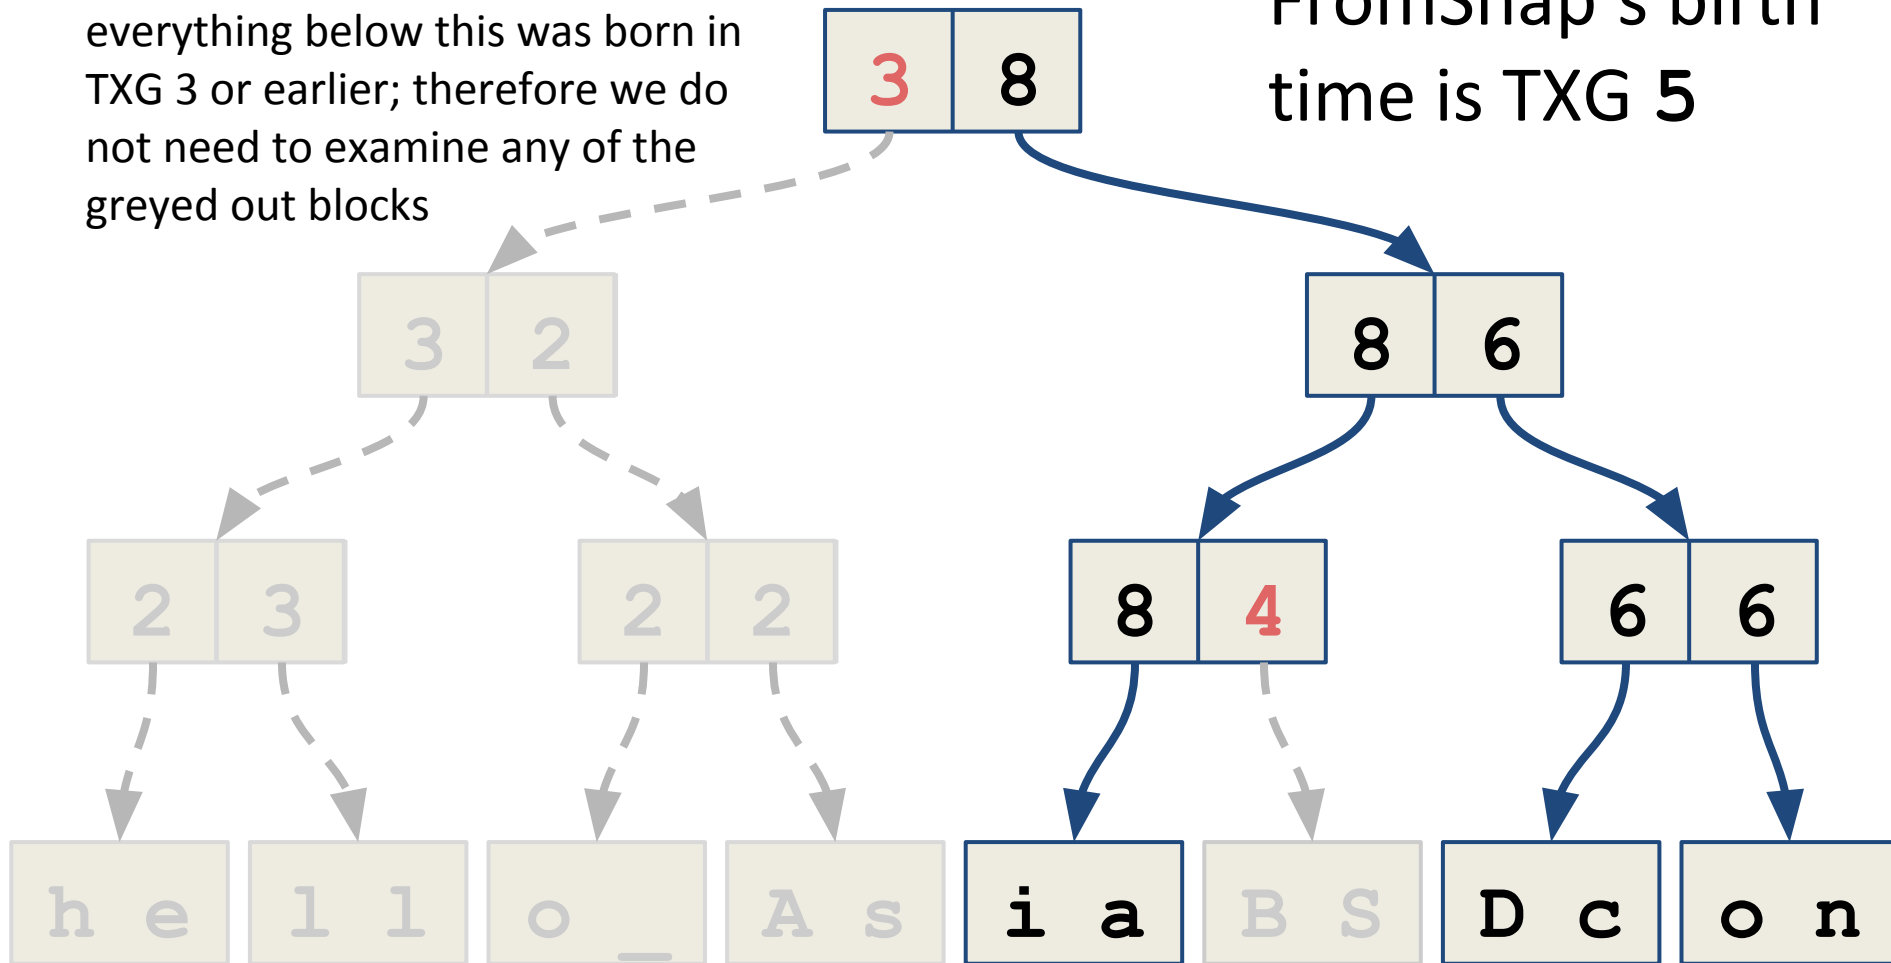 everything below this was born in
TXG 3 or earlier; therefore we do
not need to examine any of the
greyed out blocks
FromSnap's birth
time is TXG 5
3 8
3 2
8 6
2 3
2 2
8 4
6 6
h e
l l
o _
A s
i a
B S
D c
o n